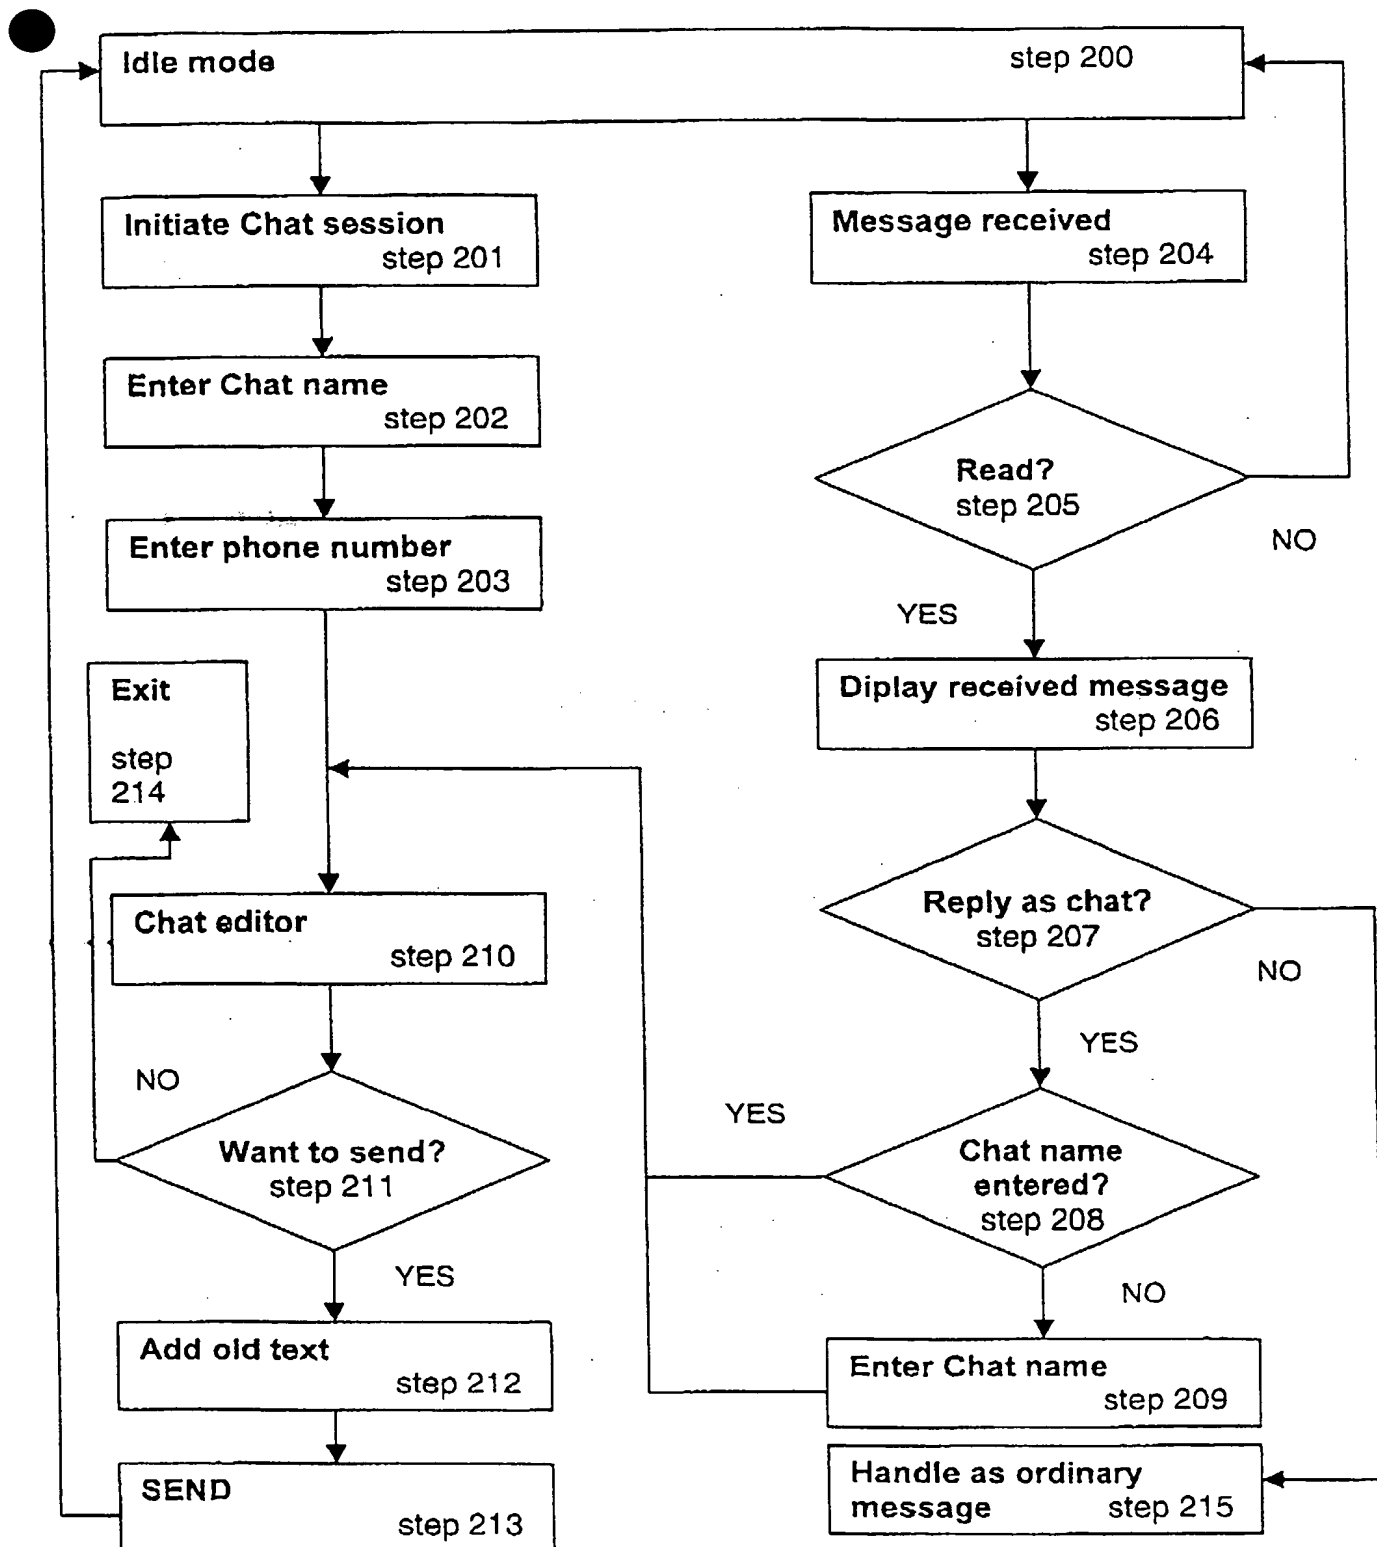 Idle mode step 200
Initiate Chat session
step 201
Enter Chat name
step 202
Enter phone number
step 203
Exit
step
214
Chat editor
step 210
NO
Want to send?
step 211
YES
Add old text
step 212
SEND
step 213
Message received
step 204
Read?
step 205
NO
YES
Diplay received message
step 206
Reply as chat?
step 207
NO
YES
YES
Chat name
entered?
step 208
NO
Enter Chat name
step 209
Handle as ordinary
message step 215